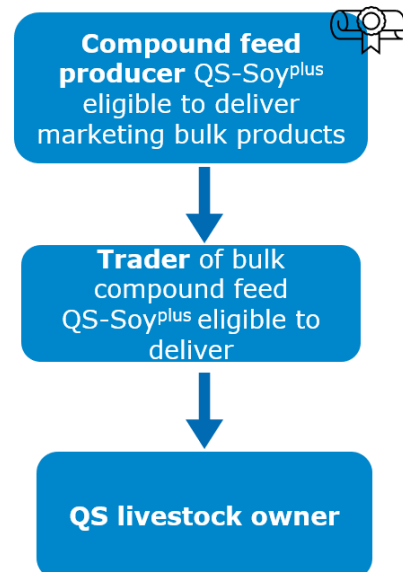 Compound feed
producer QS-Soyᵖˡᵘˢ
eligible to deliver
marketing bulk products
Trader of bulk
compound feed
QS-Soyᵖˡᵘˢ eligible to
deliver
QS livestock owner